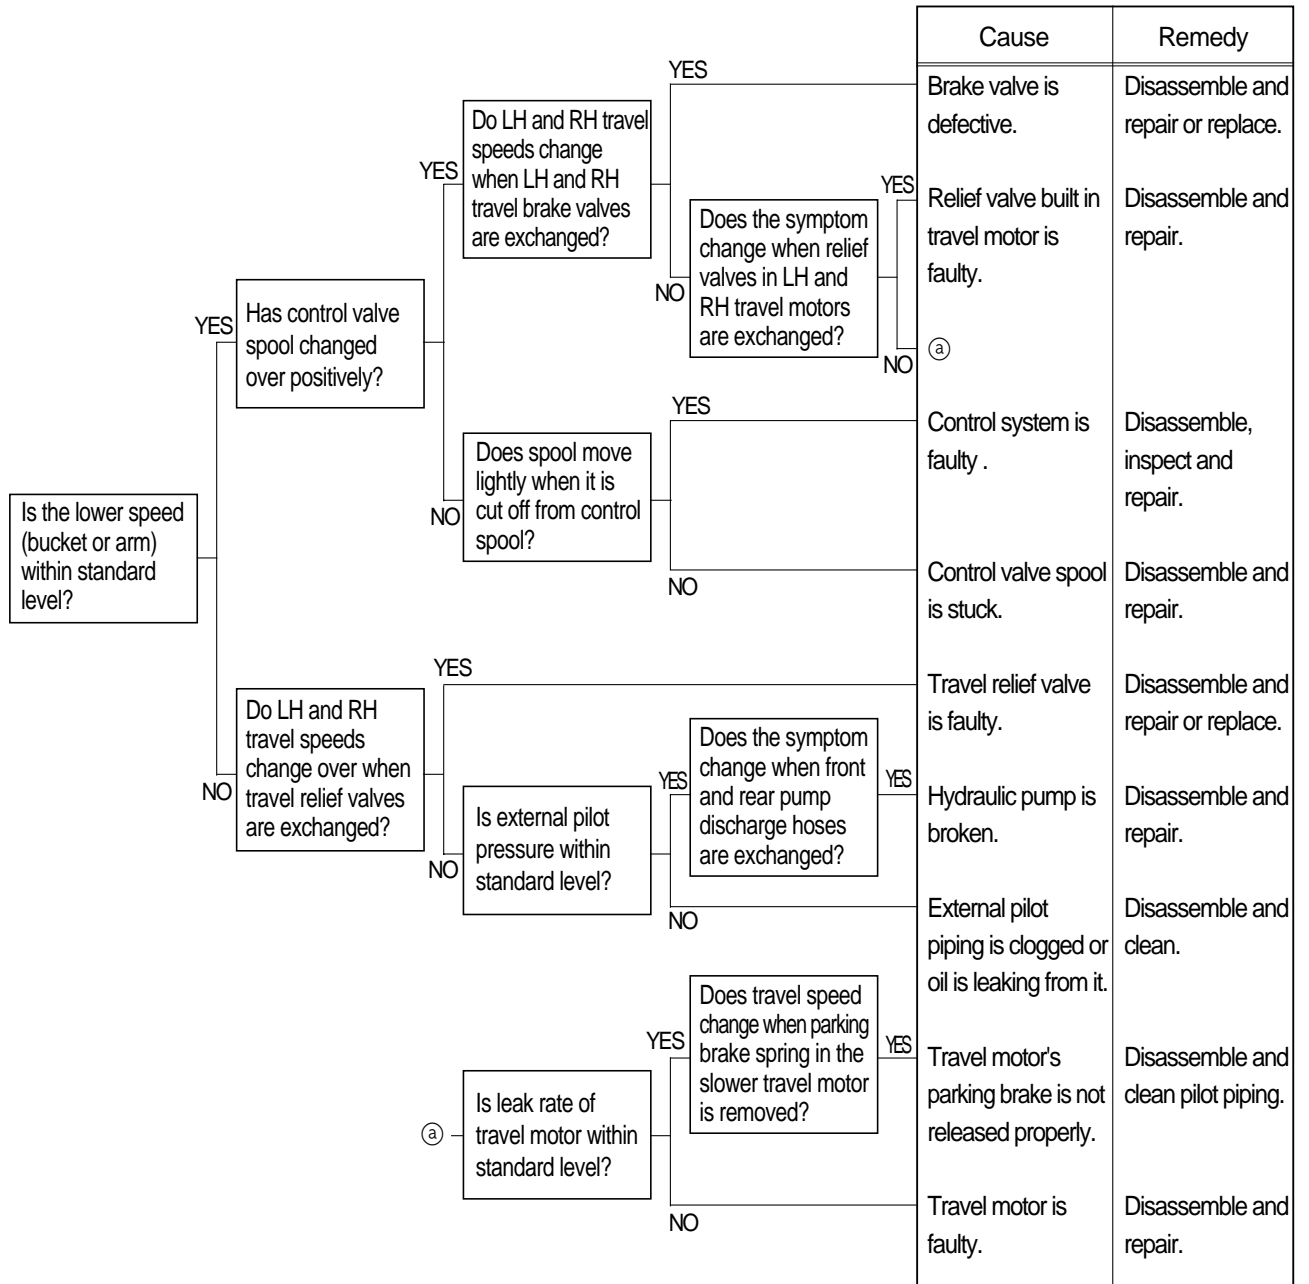 Cause
Remedy
YES
Brake valve is
defective.
Disassemble and
repair or replace.
Do LH and RH travel
speeds change
when LH and RH
travel brake valves
are exchanged?
YES
YES
Relief valve built in
travel motor is
faulty.
Disassemble and
repair.
Does the symptom
change when relief
valves in LH and
RH travel motors
are exchanged?
NO
NO
ⓐ
YES
Has control valve
spool changed
over positively?
YES
Control system is
faulty .
Disassemble,
inspect and
repair.
Does spool move
lightly when it is
cut off from control
spool?
NO
Is the lower speed
(bucket or arm)
within standard
level?
NO
Control valve spool
is stuck.
Disassemble and
repair.
YES
Travel relief valve
is faulty.
Disassemble and
repair or replace.
Do LH and RH
travel speeds
change over when
travel relief valves
are exchanged?
NO
Does the symptom
change when front
and rear pump
discharge hoses
are exchanged?
YES
YES
Hydraulic pump is
broken.
Disassemble and
repair.
Is external pilot
pressure within
standard level?
NO
NO
External pilot
piping is clogged or
oil is leaking from it.
Disassemble and
clean.
Does travel speed
change when parking
brake spring in the
slower travel motor
is removed?
YES
YES
Travel motor's
parking brake is not
released properly.
Disassemble and
clean pilot piping.
ⓐ
Is leak rate of
travel motor within
standard level?
NO
Travel motor is
faulty.
Disassemble and
repair.